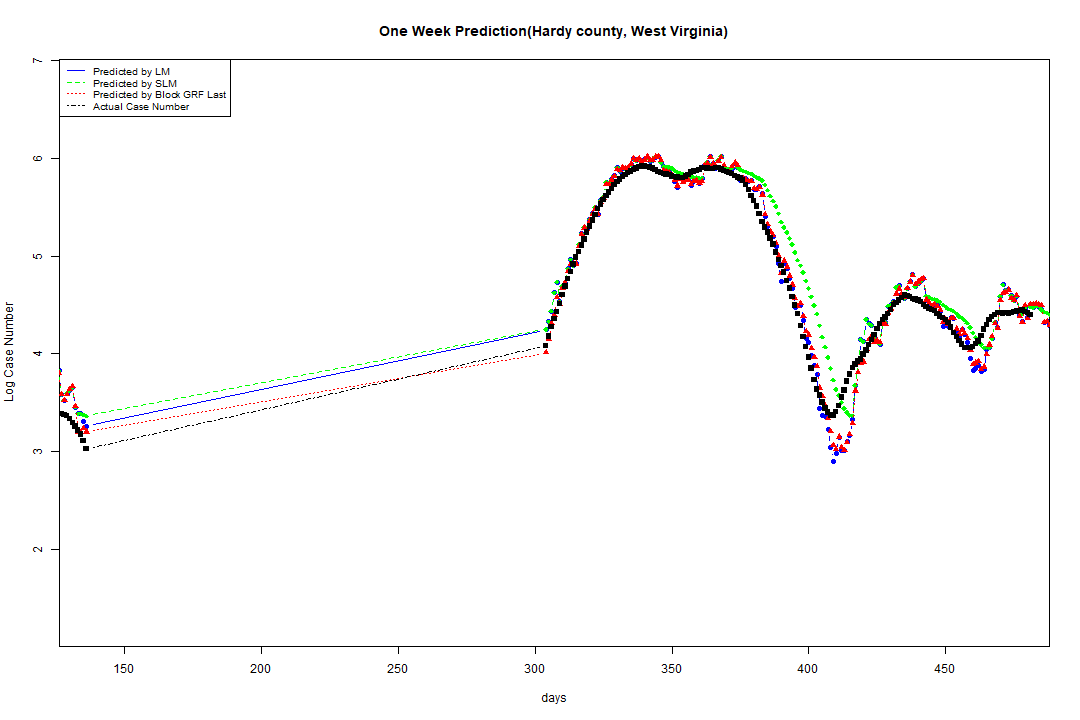 One Week Prediction(Hardy county, West Virginia)
Predicted by LM
Predicted by SLM
Predicted by Block GRF Last
Actual Case Number
7
6
5
4
3
2
Log Case Number
150 200 250 300 350 400 450
days